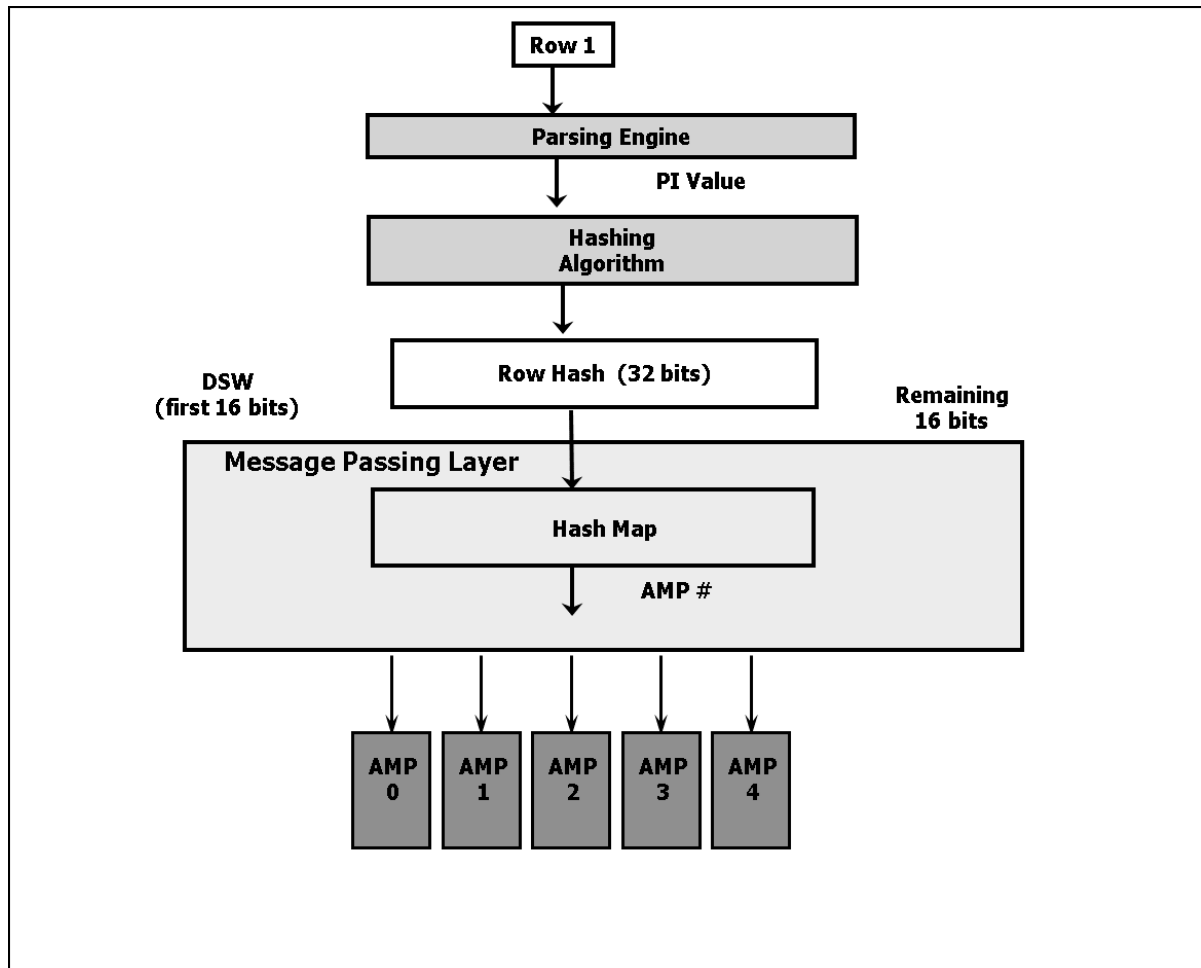 Row 1
Parsing Engine
PI Value
Hashing
Algorithm
Row Hash (32 bits)
DSW
(first 16 bits)
Remaining
16 bits
Message Passing Layer
Hash Map
AMP #
AMP
0
AMP
1
AMP
2
AMP
3
AMP
4